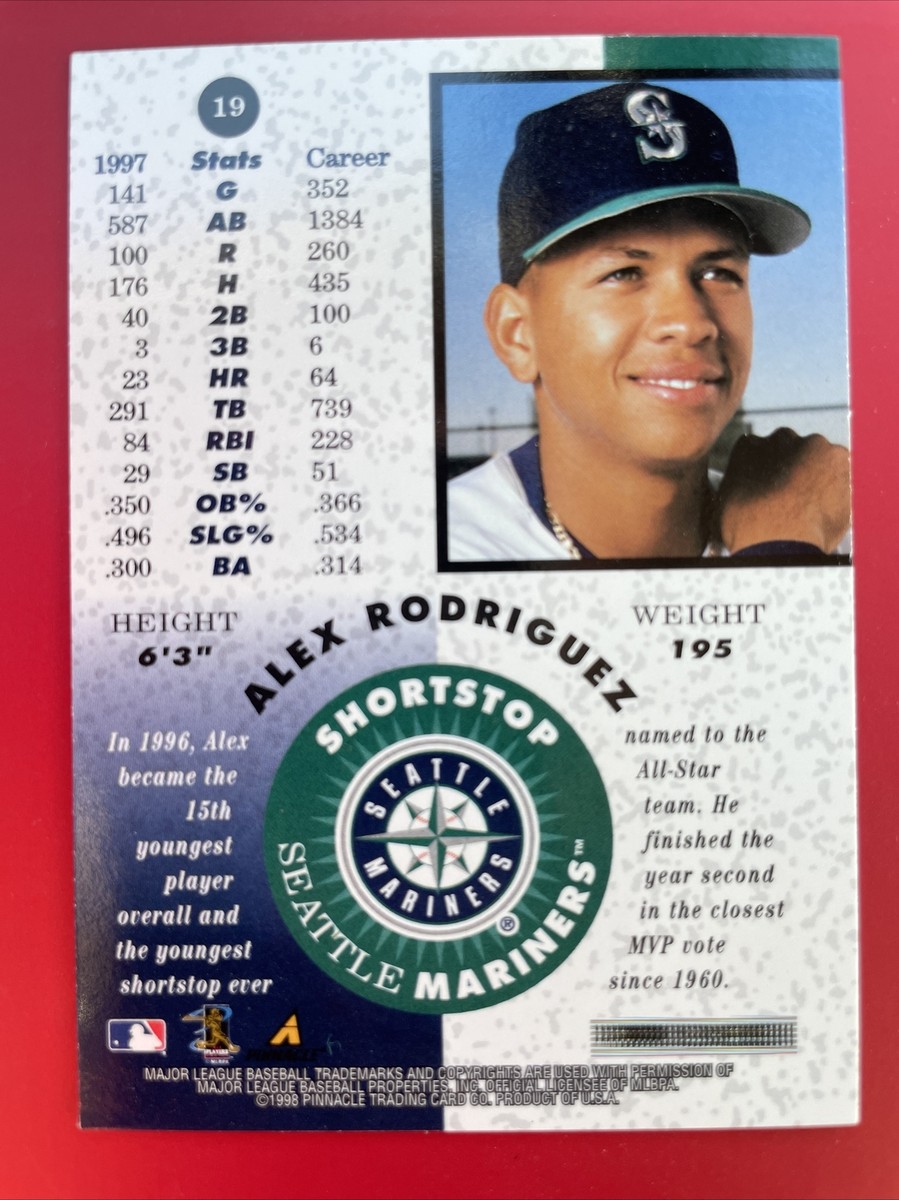 19
1997 Stats Career
141 G 352
587 AB 1384
100 R 260
176 H 435
40 2B 100
3 3B 6
23 HR 64
291 TB 739
84 RBI 228
29 SB 51
.350 OB% .366
.496 SLG% .534
.300 BA .314
S
HEIGHT
6'3"
ALEX RODRIGUEZ
WEIGHT
195
In 1996, Alex
became the
15th
youngest
player
overall and
the youngest
shortstop ever
SHORTSTOP
SEATTLE
MARINERS
®
SEATTLE MARINERS™
named to the
All-Star
team. He
finished the
year second
in the closest
MVP vote
since 1960.
PLAYERS
PINNACLE
MAJOR LEAGUE BASEBALL TRADEMARKS AND COPYRIGHTS ARE USED WITH PERMISSION OF
MAJOR LEAGUE BASEBALL PROPERTIES, INC. OFFICIAL LICENSEE OF MLBPA.
©1998 PINNACLE TRADING CARD CO. PRODUCT OF U.S.A.